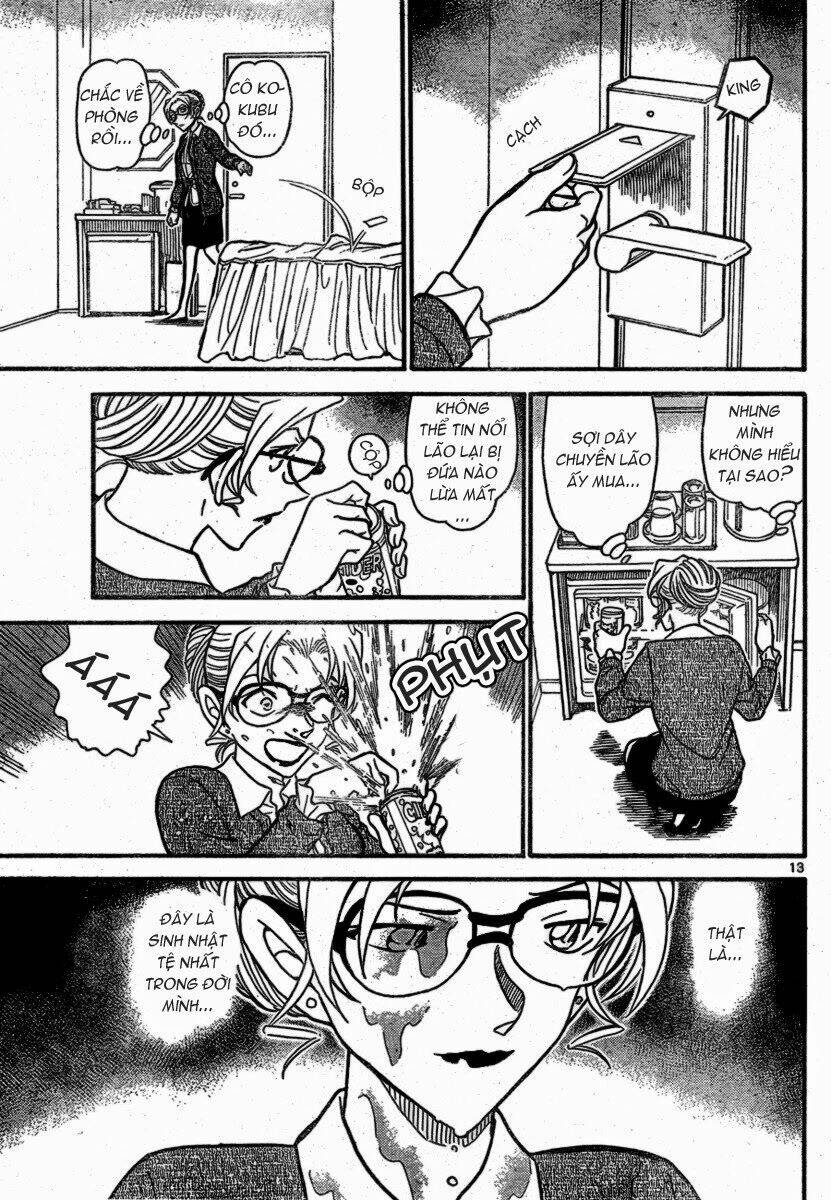 KING
CẠCH
CÔ KO-
KUBU
ĐÓ...
CHẮC VỀ
PHÒNG
RỒI...
BỘP
NHƯNG
MÌNH
KHÔNG HIỂU
TẠI SAO?
SỢI DÂY
CHUYỀN LÃO
ẤY MUA...
KHÔNG
THỂ TIN NỔI
LÃO LẠI BỊ
ĐỨA NÀO
LỪA MẤT
...
CỘP
PHỤT
ÁÁÁ
13
THẬT
LÀ...
ĐÂY LÀ
SINH NHẬT
TỆ NHẤT
TRONG ĐỜI
MÌNH...